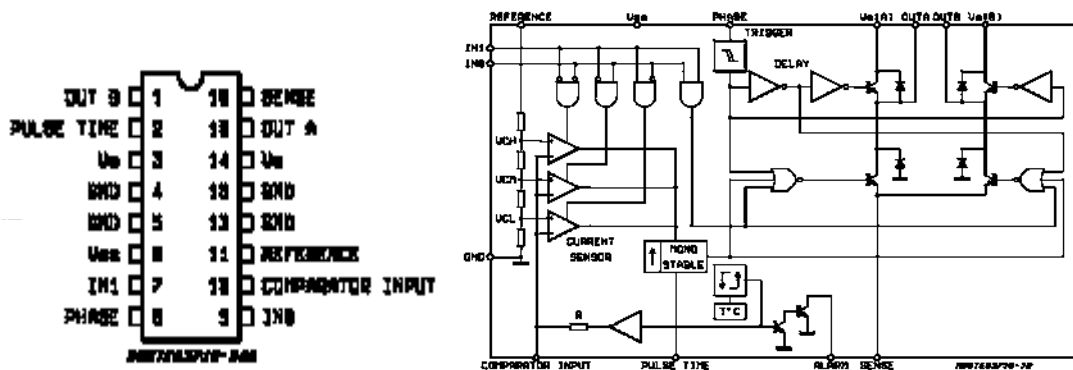 OUT B 1 16 SENSE
PULSE TIME 2 15 OUT A
Vs 3 14 Vs
GND 4 13 GND
GND 5 12 GND
Vss 6 11 REFERENCE
IN1 7 10 COMPARATOR INPUT
PHASE 8 9 IN0
REFERENCE Vss PHASE Vs(A) OUTA OUTB Vs(B)
TRIGGER
IN1
IN0
DELAY
VCH
VCM
VCL
CURRENT
SENSOR
GND
MONO
STABLE
T°C
R
COMPARATOR INPUT PULSE TIME ALARM SENSE